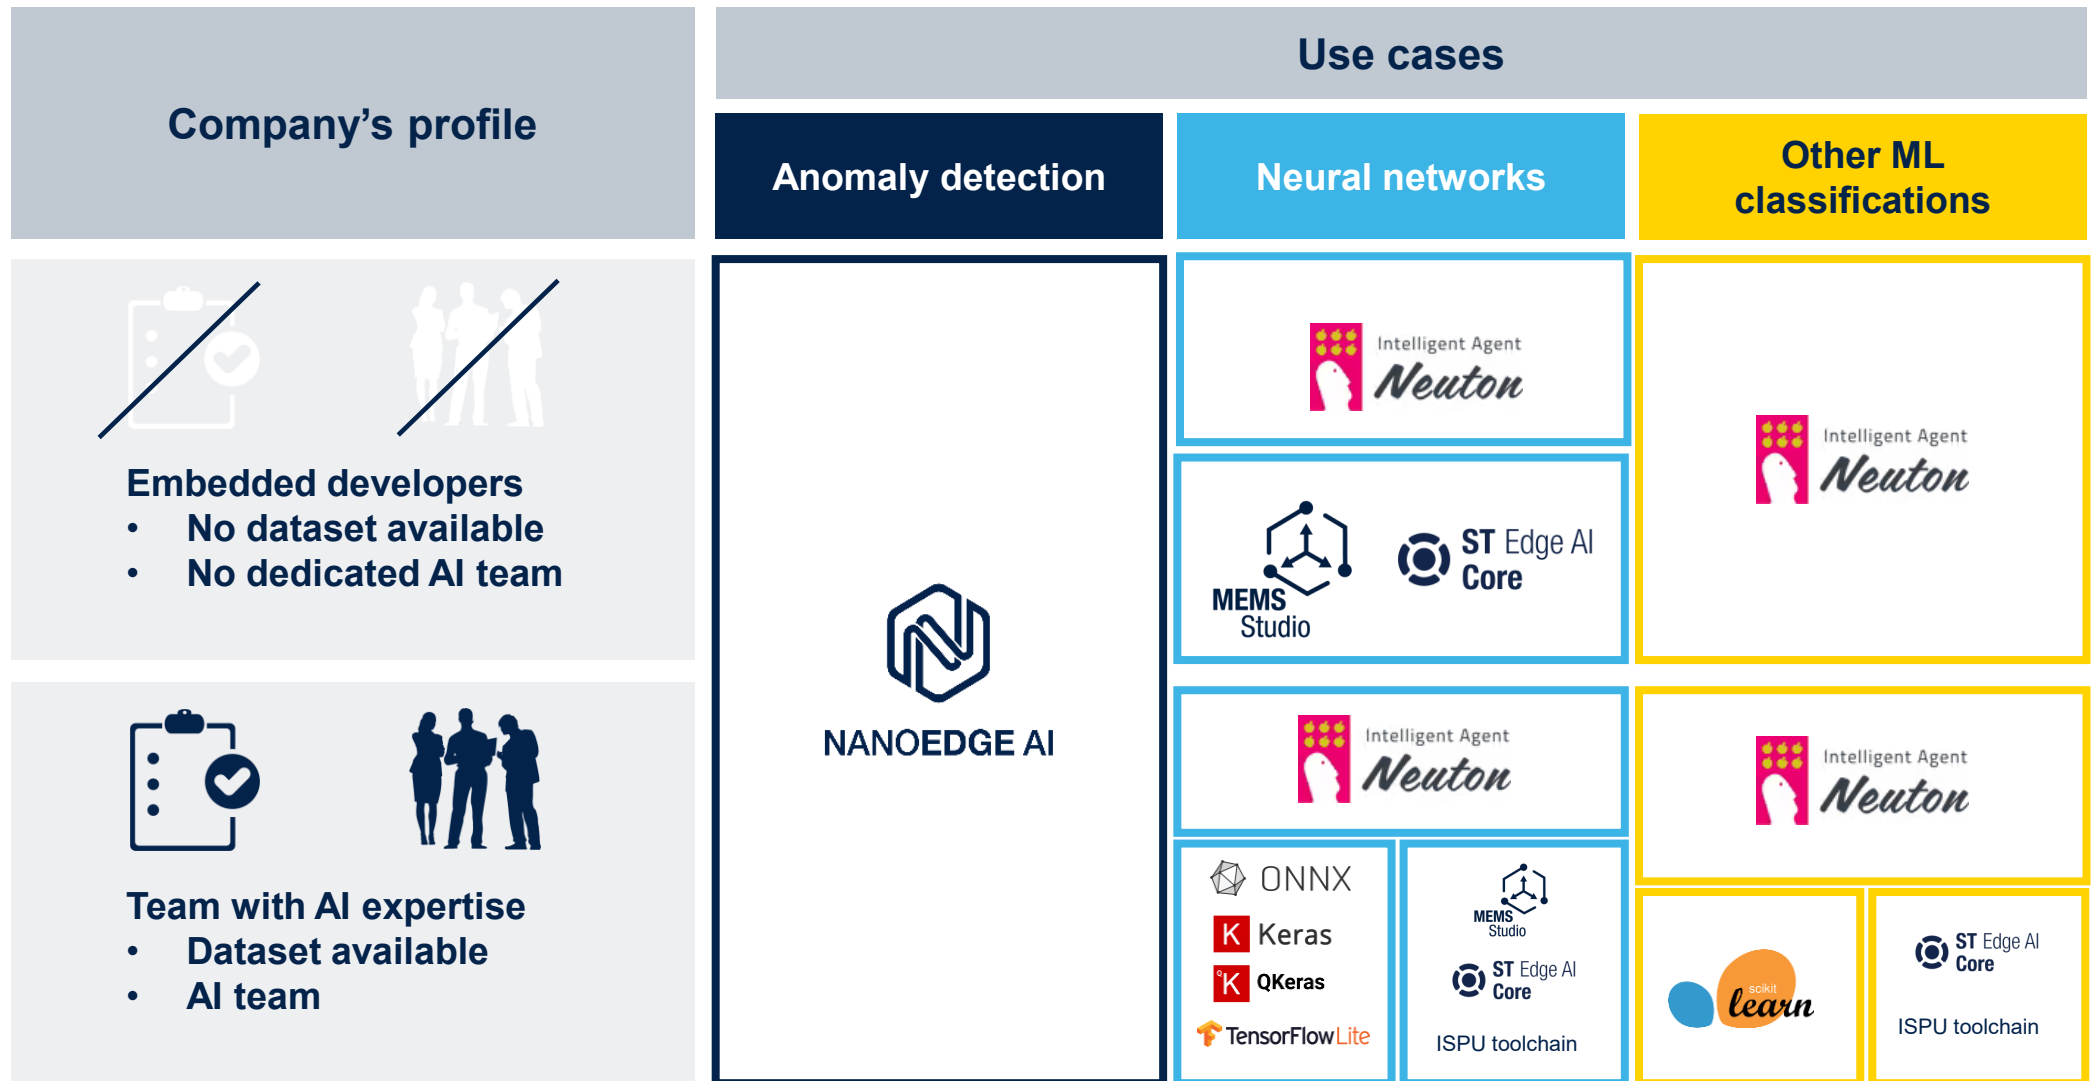 Company's profile
Use cases
Anomaly detection
Neural networks
Other ML
classifications
Embedded developers
• No dataset available
• No dedicated AI team
NANOEDGE AI
Intelligent Agent
Neuton
MEMS
Studio
ST Edge AI
Core
Intelligent Agent
Neuton
Team with AI expertise
• Dataset available
• AI team
Intelligent Agent
Neuton
ONNX
K Keras
QK QKeras
TensorFlow Lite
MEMS
Studio
ST Edge AI
Core
ISPU toolchain
Intelligent Agent
Neuton
scikit
learn
ST Edge AI
Core
ISPU toolchain